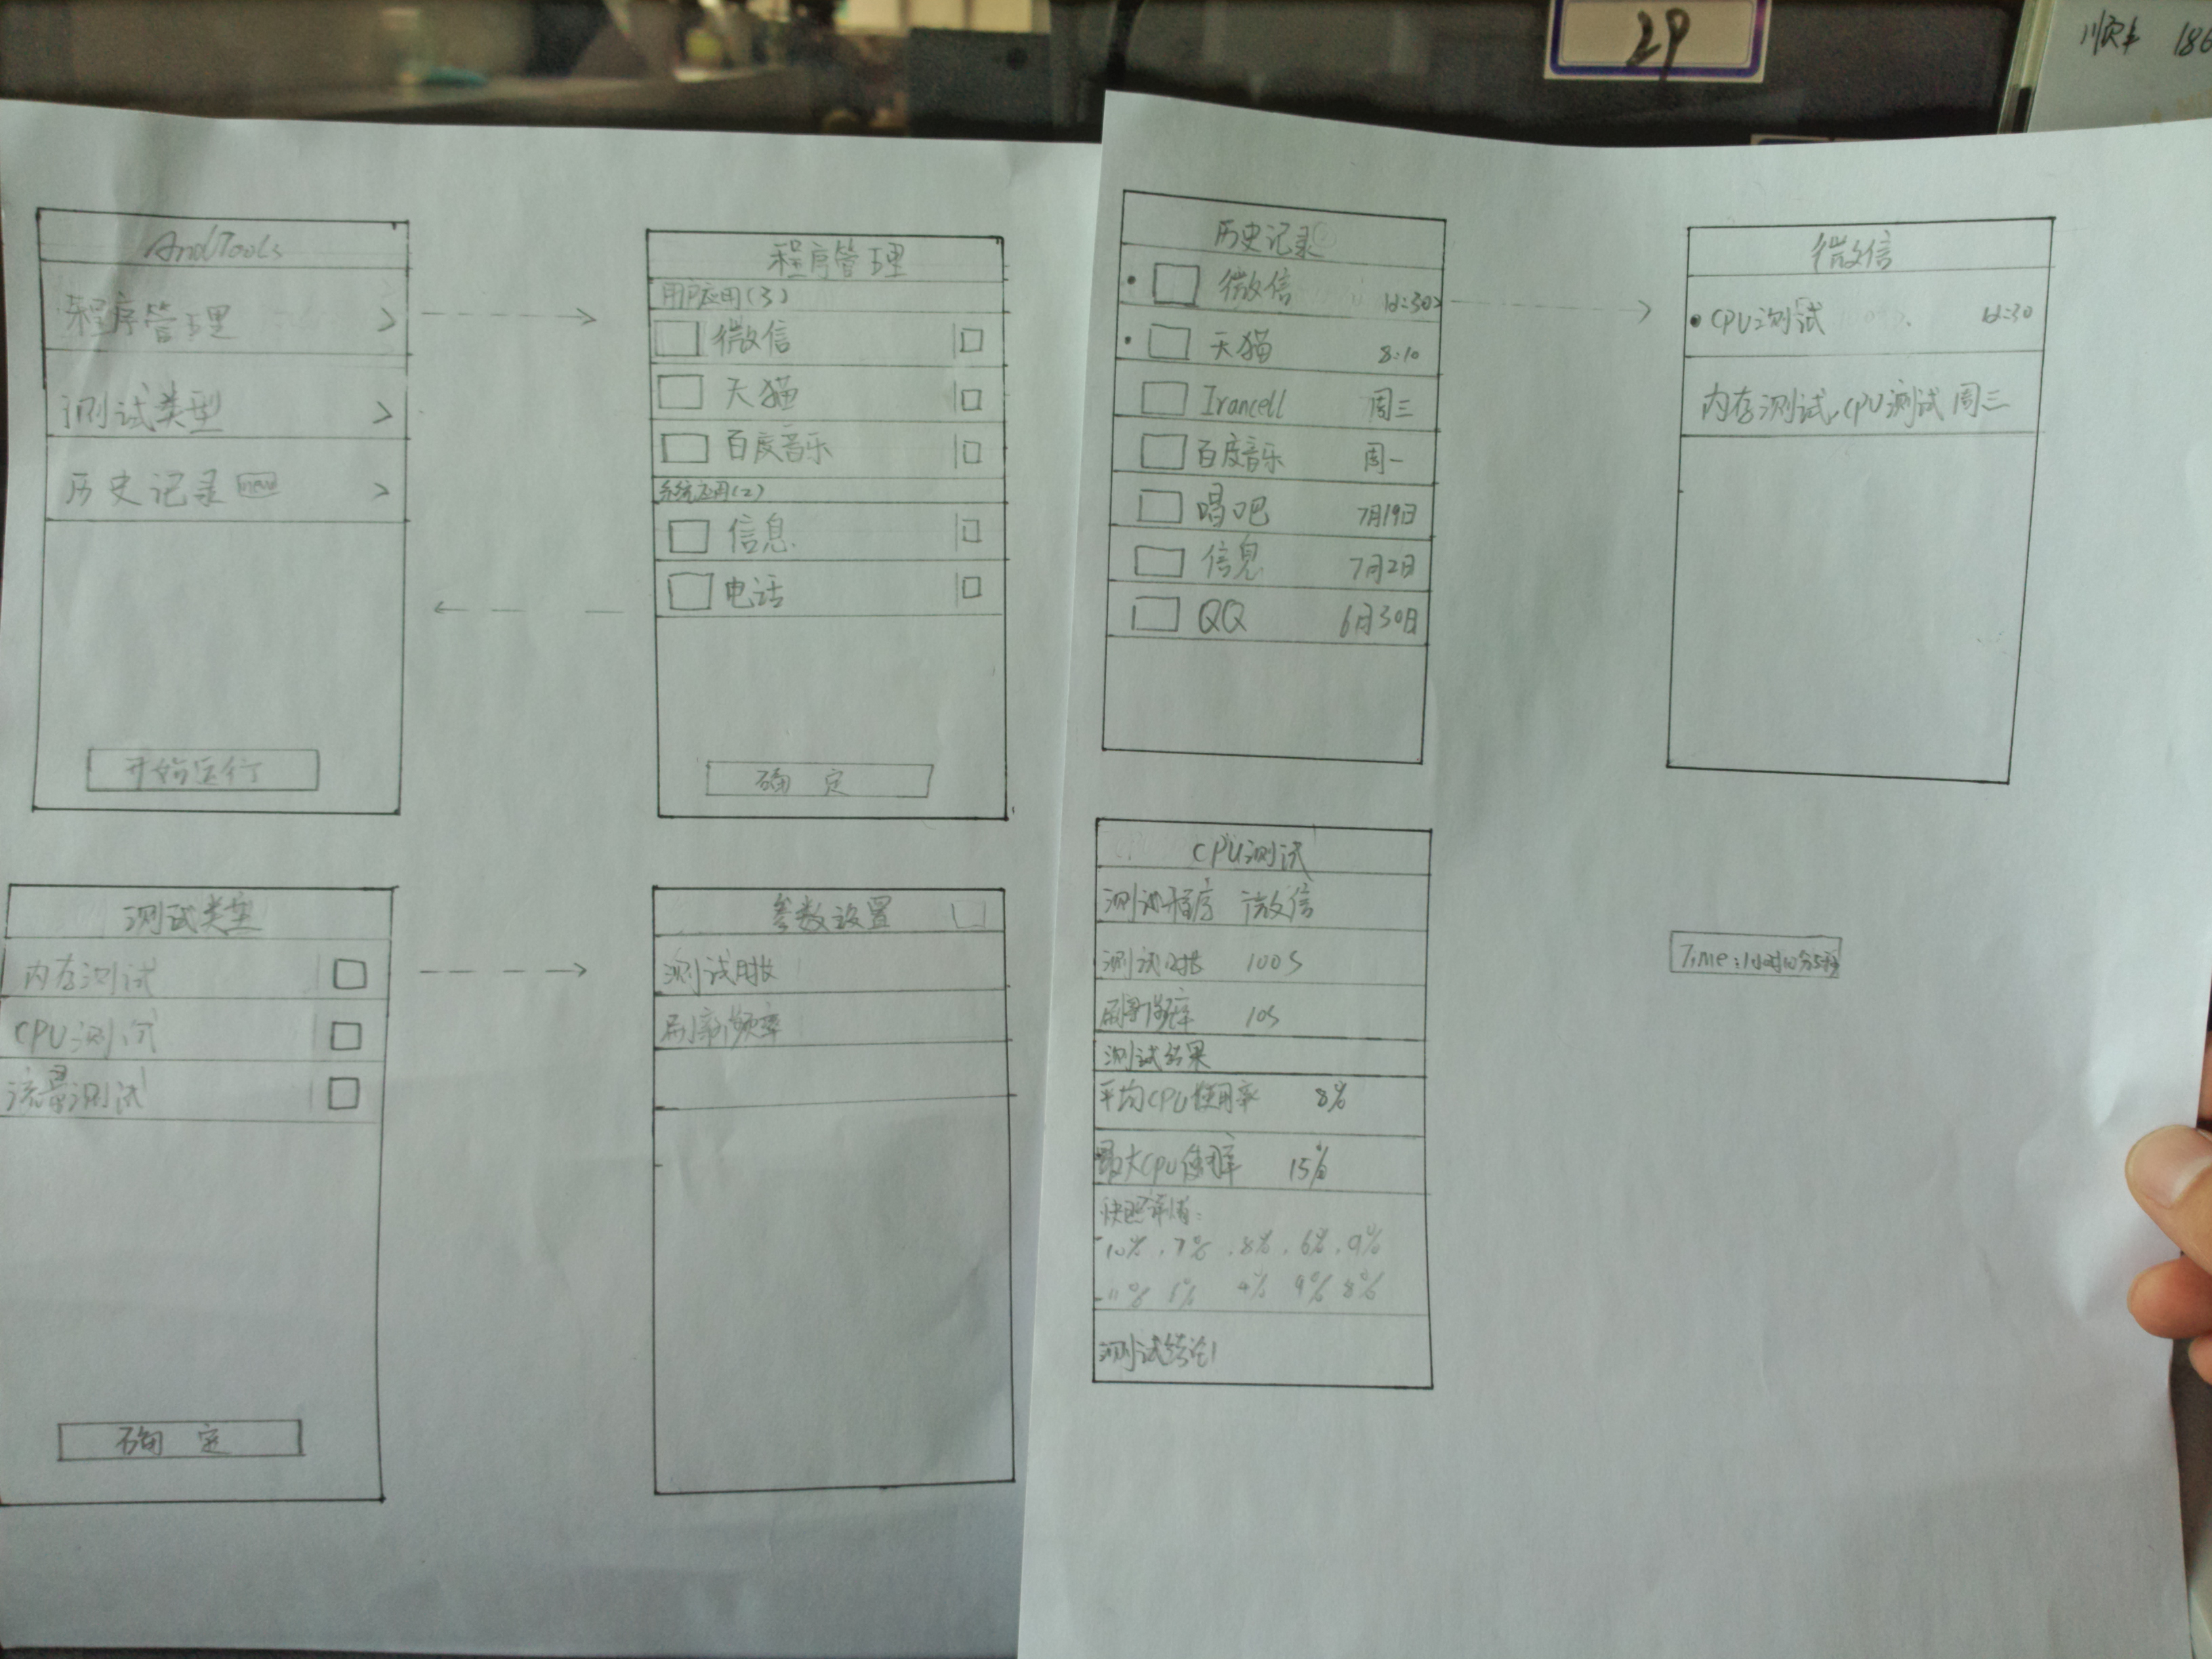 29
顺丰 186
AndTools
程序管理 >
测试类型 >
历史记录 new >
开始运行
程序管理
用户应用(3)
微信
天猫
百度音乐
系统应用(2)
信息
电话
确 定
测试类型
内存测试
CPU测试
流量测试
确 定
参数设置
测试时长
刷新频率
历史记录
微信
天猫 8:10
Irancell 周三
百度音乐 周一
唱吧 7月19日
信息 7月2日
QQ 6月30日
微信
CPU测试
内存测试,CPU测试 周三
CPU测试
测试程序 微信
测试时长 100S
刷新频率 10S
测试结果
平均CPU使用率 8%
最大CPU使用率 15%
快照详情:
10%, 7%, 8%, 6%, 9%
11% 5% 4% 9% 8%
测试结论
Time:1小时10分5秒